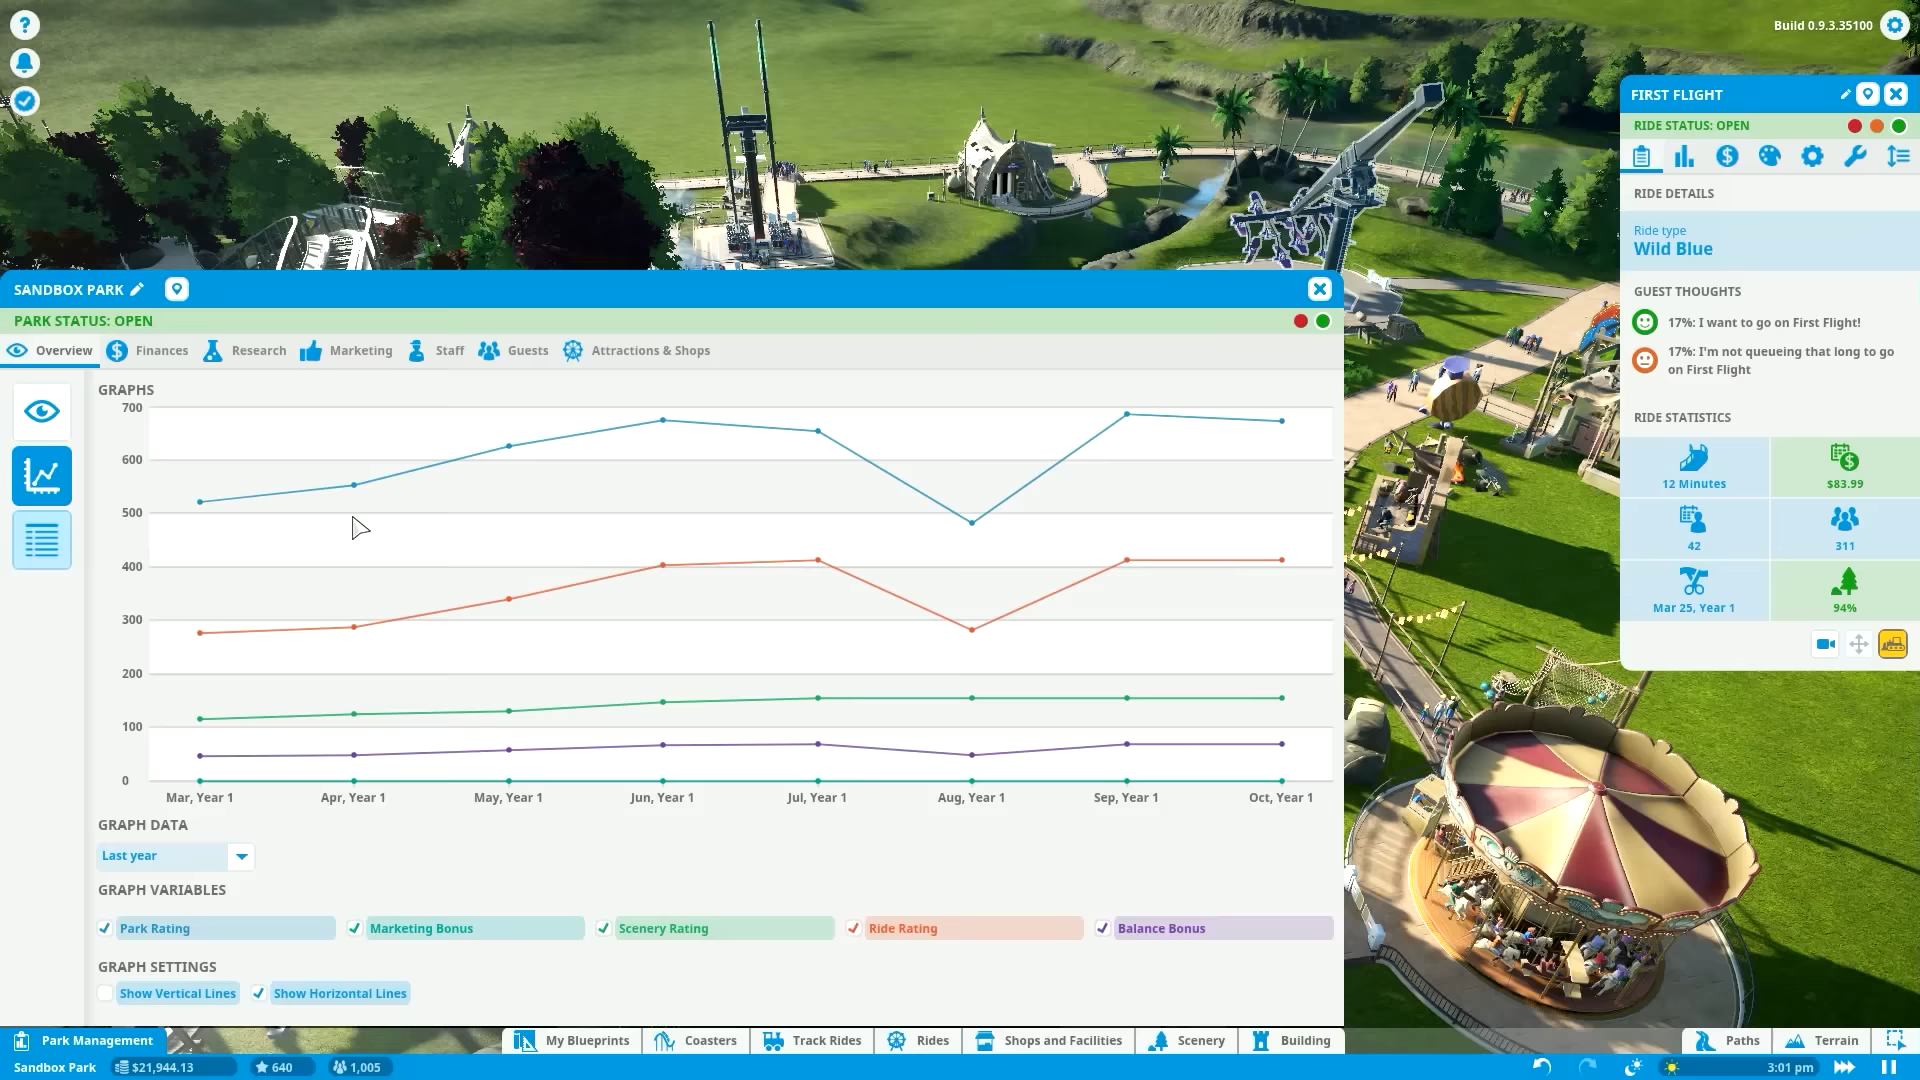 ?
Build 0.9.3.35100
FIRST FLIGHT
RIDE STATUS: OPEN
RIDE DETAILS
Ride type
Wild Blue
GUEST THOUGHTS
17%: I want to go on First Flight!
17%: I'm not queueing that long to go
on First Flight
RIDE STATISTICS
12 Minutes
$83.99
42
311
Mar 25, Year 1
94%
SANDBOX PARK
PARK STATUS: OPEN
Overview
Finances
Research
Marketing
Staff
Guests
Attractions & Shops
GRAPHS
700
600
500
400
300
200
100
0
Mar, Year 1
Apr, Year 1
May, Year 1
Jun, Year 1
Jul, Year 1
Aug, Year 1
Sep, Year 1
Oct, Year 1
GRAPH DATA
Last year
GRAPH VARIABLES
Park Rating
Marketing Bonus
Scenery Rating
Ride Rating
Balance Bonus
GRAPH SETTINGS
Show Vertical Lines
Show Horizontal Lines
Park Management
My Blueprints
Coasters
Track Rides
Rides
Shops and Facilities
Scenery
Building
Paths
Terrain
Sandbox Park
$21,944.13
640
1,005
3:01 pm